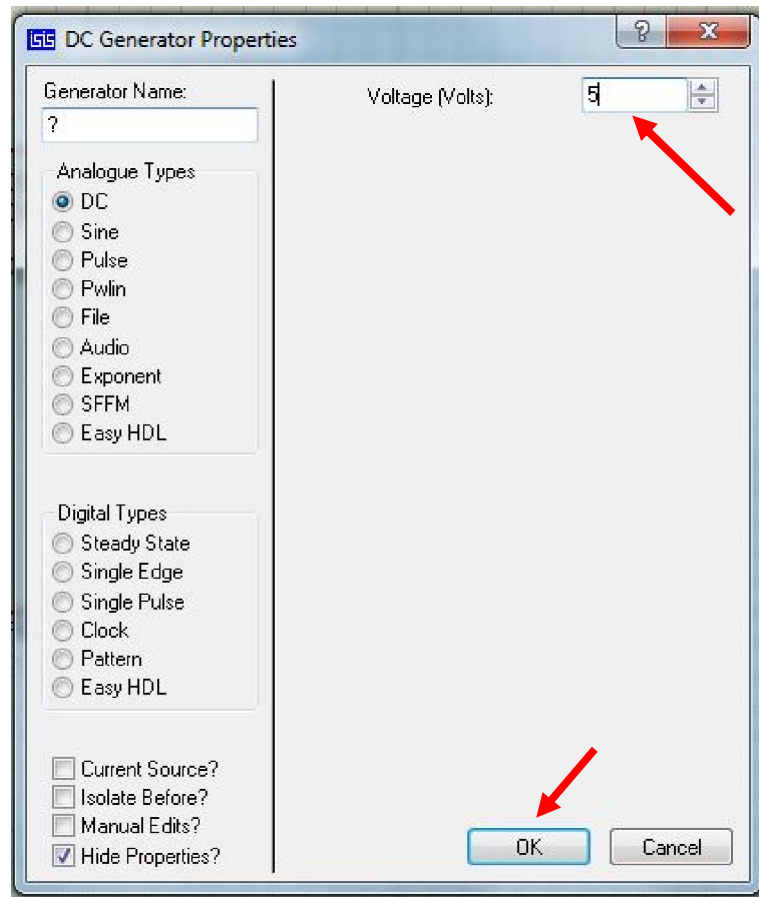 ISIS DC Generator Properties
? X
Generator Name:
?
Voltage (Volts): 5
Analogue Types
DC
Sine
Pulse
Pwlin
File
Audio
Exponent
SFFM
Easy HDL
Digital Types
Steady State
Single Edge
Single Pulse
Clock
Pattern
Easy HDL
Current Source?
Isolate Before?
Manual Edits?
Hide Properties?
OK Cancel